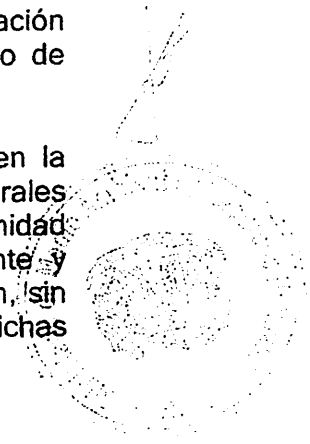 ación
o de
en la
rales
nidad
nte y
n, sin
ichas